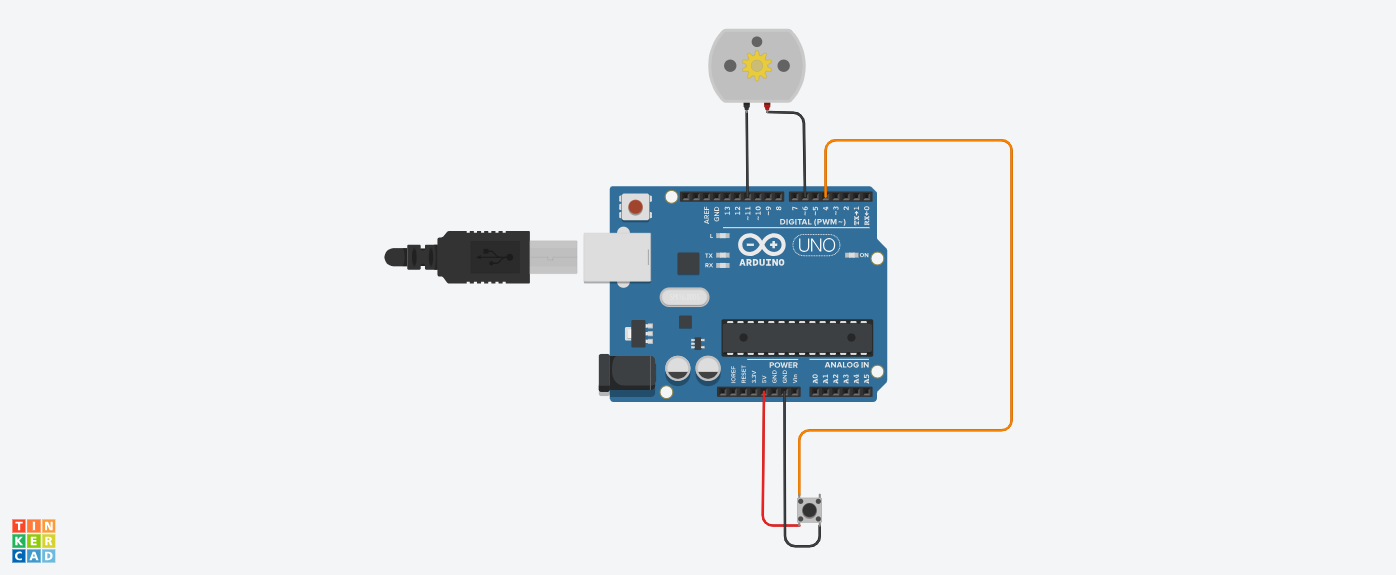 AREF
GND
13
12
~11
~10
~9
8
7
~6
~5
4
~3
2
TX→1
RX←0
DIGITAL (PWM~)
L
TX
RX
ARDUINO
UNO
ON
POWER
ANALOG IN
IOREF
RESET
3.3V
5V
GND
GND
Vin
A0
A1
A2
A3
A4
A5
TIN
KER
CAD